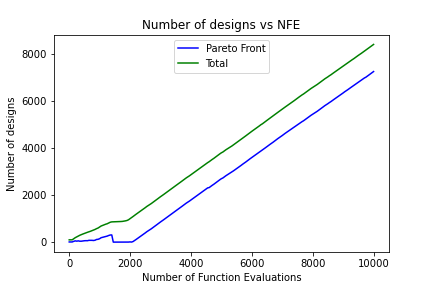 Number of designs vs NFE
Pareto Front
Total
Number of designs
8000
6000
4000
2000
0
0 2000 4000 6000 8000 10000
Number of Function Evaluations